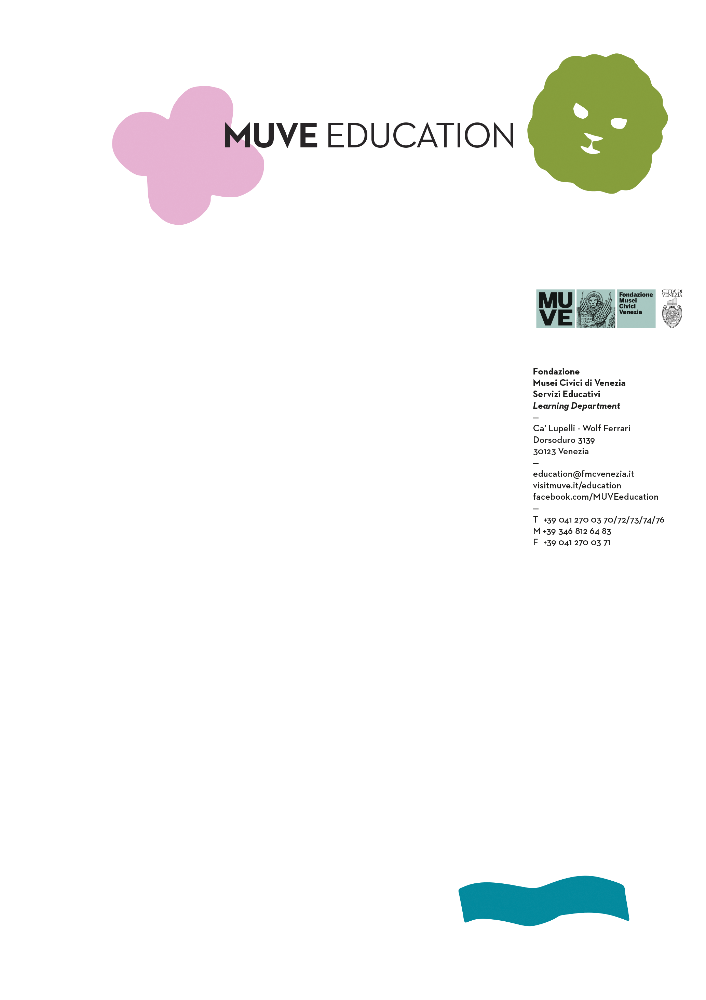 MUVE EDUCATION
MU
VE
Fondazione
Musei
Civici
Venezia
CITTA' DI
VENEZIA
Fondazione
Musei Civici di Venezia
Servizi Educativi
Learning Department
—
Ca' Lupelli - Wolf Ferrari
Dorsoduro 3139
30123 Venezia
—
education@fmcvenezia.it
visitmuve.it/education
facebook.com/MUVEeducation
—
T +39 041 270 03 70/72/73/74/76
M +39 346 812 64 83
F +39 041 270 03 71